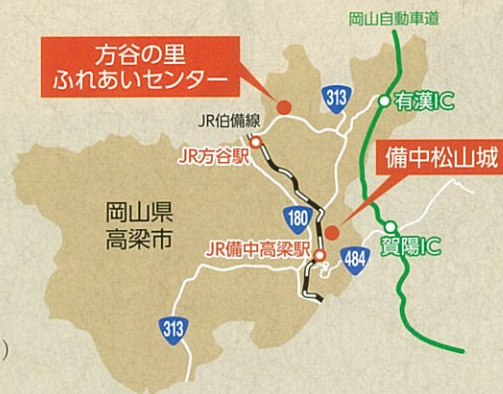 岡山自動車道
方谷の里
ふれあいセンター
313
有漢IC
JR伯備線
JR方谷駅
備中松山城
岡山県
高梁市
180
JR備中高梁駅
484
賀陽IC
313
)